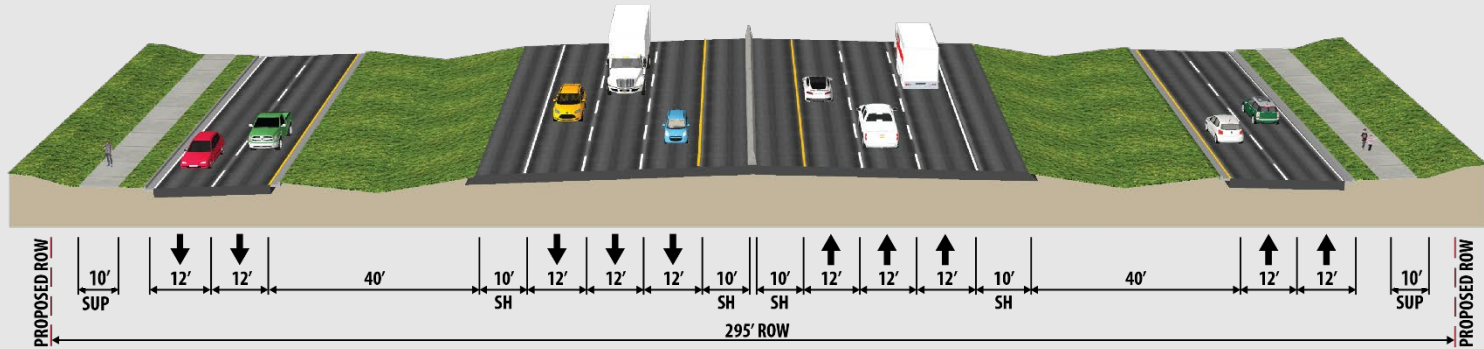 PROPOSED ROW
10’ 12’ 12’ 40’ 10’ 12’ 12’ 12’ 10’ 10’ 12’ 12’ 12’ 10’ 40’ 12’ 12’ 10’
SUP SH SH SH SH SUP
295’ ROW
PROPOSED ROW